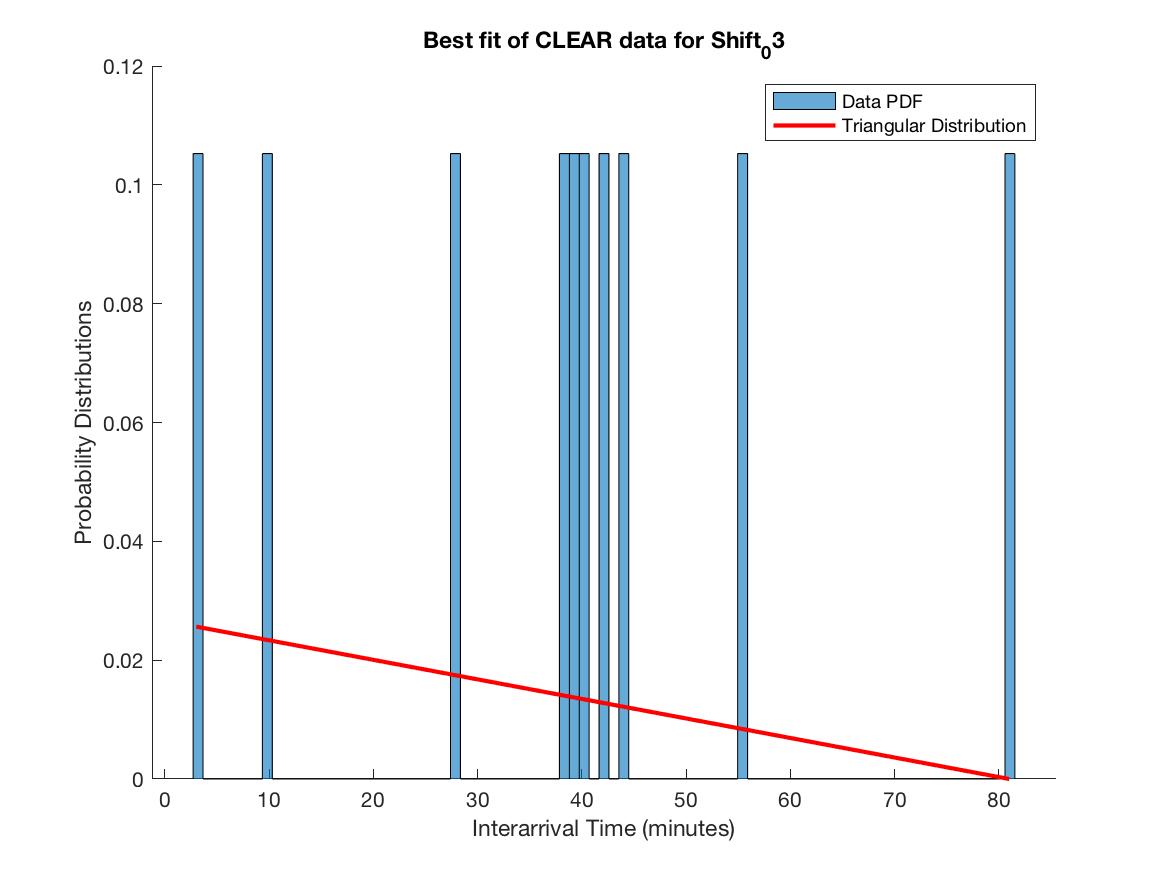 Best fit of CLEAR data for Shift₀3
Data PDF
Triangular Distribution
0.12
0.1
0.08
0.06
0.04
0.02
0
Probability Distributions
0 10 20 30 40 50 60 70 80
Interarrival Time (minutes)